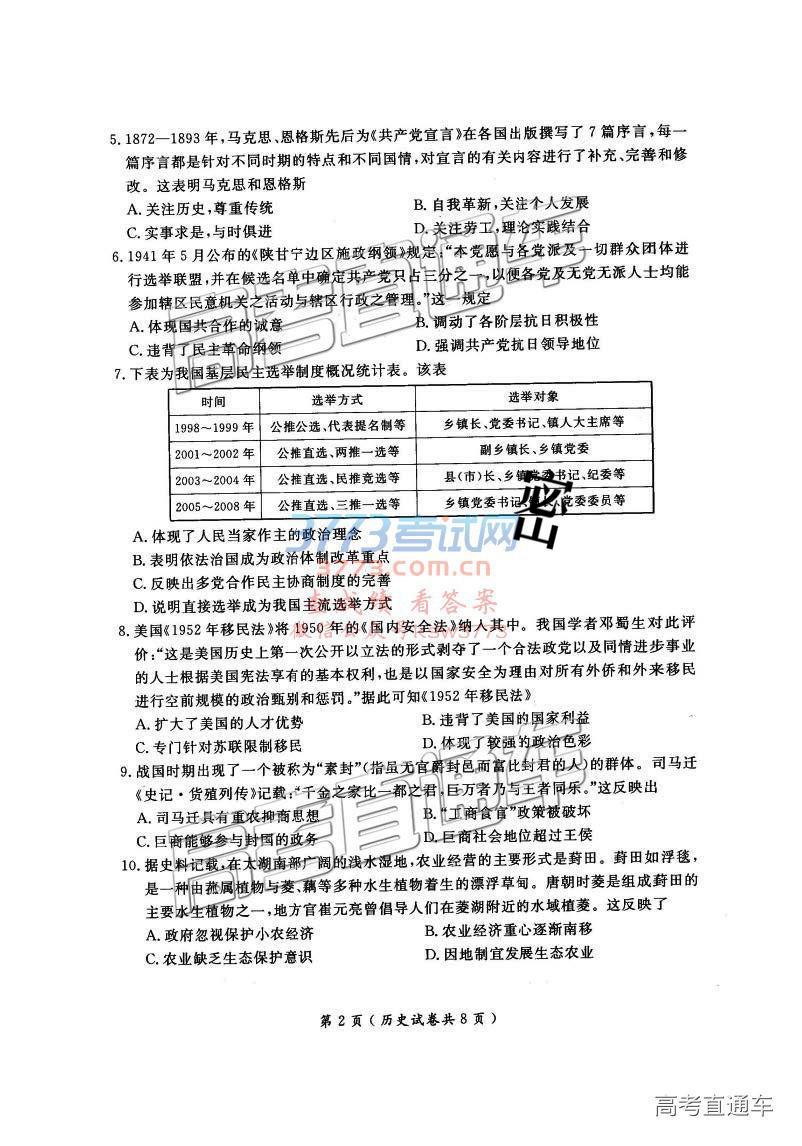 5. 1872—1893 年,马克思、恩格斯先后为《共产党宣言》在各国出版撰写了 7 篇序言,每一
篇序言都是针对不同时期的特点和不同国情,对宣言的有关内容进行了补充、完善和修
改。这表明马克思和恩格斯
A. 关注历史,尊重传统 B. 自我革新,关注个人发展
C. 实事求是,与时俱进 D. 关注劳工,理论实践结合
6. 1941 年 5 月公布的《陕甘宁边区施政纲领》规定:“本党愿与各党派及一切群众团体进
行选举联盟,并在候选名单中确定共产党只占三分之一,以便各党及无党无派人士均能
参加辖区民意机关之活动与辖区行政之管理。”这一规定
A. 体现国共合作的诚意 B. 调动了各阶层抗日积极性
C. 违背了民主革命纲领 D. 强调共产党抗日领导地位
7. 下表为我国基层民主选举制度概况统计表。该表
时间 选举方式 选举对象
1998～1999 年 公推公选、代表提名制等 乡镇长、党委书记、镇人大主席等
2001～2002 年 公推直选、两推一选等 副乡镇长、乡镇党委
2003～2004 年 公推直选、民推竞选等 县(市)长、乡镇党委书记、纪委等
2005～2008 年 公推直选、三推一选等 乡镇党委书记、镇人党委委员等
密
出
A. 体现了人民当家作主的政治理念
B. 表明依法治国成为政治体制改革重点
C. 反映出多党合作民主协商制度的完善
D. 说明直接选举成为我国主流选举方式
3773考试网
3773.com.cn
查成绩 看答案
微信公众号KSW3773
8. 美国《1952 年移民法》将 1950 年的《国内安全法》纳入其中。我国学者邓蜀生对此评
价:“这是美国历史上第一次公开以立法的形式剥夺了一个合法政党以及同情进步事业
的人士根据美国宪法享有的基本权利,也是以国家安全为理由对所有外侨和外来移民
进行空前规模的政治甄别和惩罚。”据此可知《1952 年移民法》
A. 扩大了美国的人才优势 B. 违背了美国的国家利益
C. 专门针对苏联限制移民 D. 体现了较强的政治色彩
9. 战国时期出现了一个被称为“素封”(指虽无官爵封邑而富比封君的人)的群体。司马迁
《史记·货殖列传》记载:“千金之家比一都之君,巨万者乃与王者同乐。”这反映出
A. 司马迁具有重农抑商思想 B. “工商食官”政策被破坏
C. 巨商能够参与封国的政务 D. 巨商社会地位超过王侯
10. 据史料记载,在太湖南部广阔的浅水湿地,农业经营的主要形式是葑田。葑田如浮毯,
是一种由菰属植物与菱、藕等多种水生植物着生的漂浮草甸。唐朝时菱是组成葑田的
主要水生植物之一,地方官崔元亮曾倡导人们在菱湖附近的水域植菱。这反映了
A. 政府忽视保护小农经济 B. 农业经济重心逐渐南移
C. 农业缺乏生态保护意识 D. 因地制宜发展生态农业
高考直通车
高考直通车
第 2 页 ( 历史试卷共 8 页 )
高考直通车